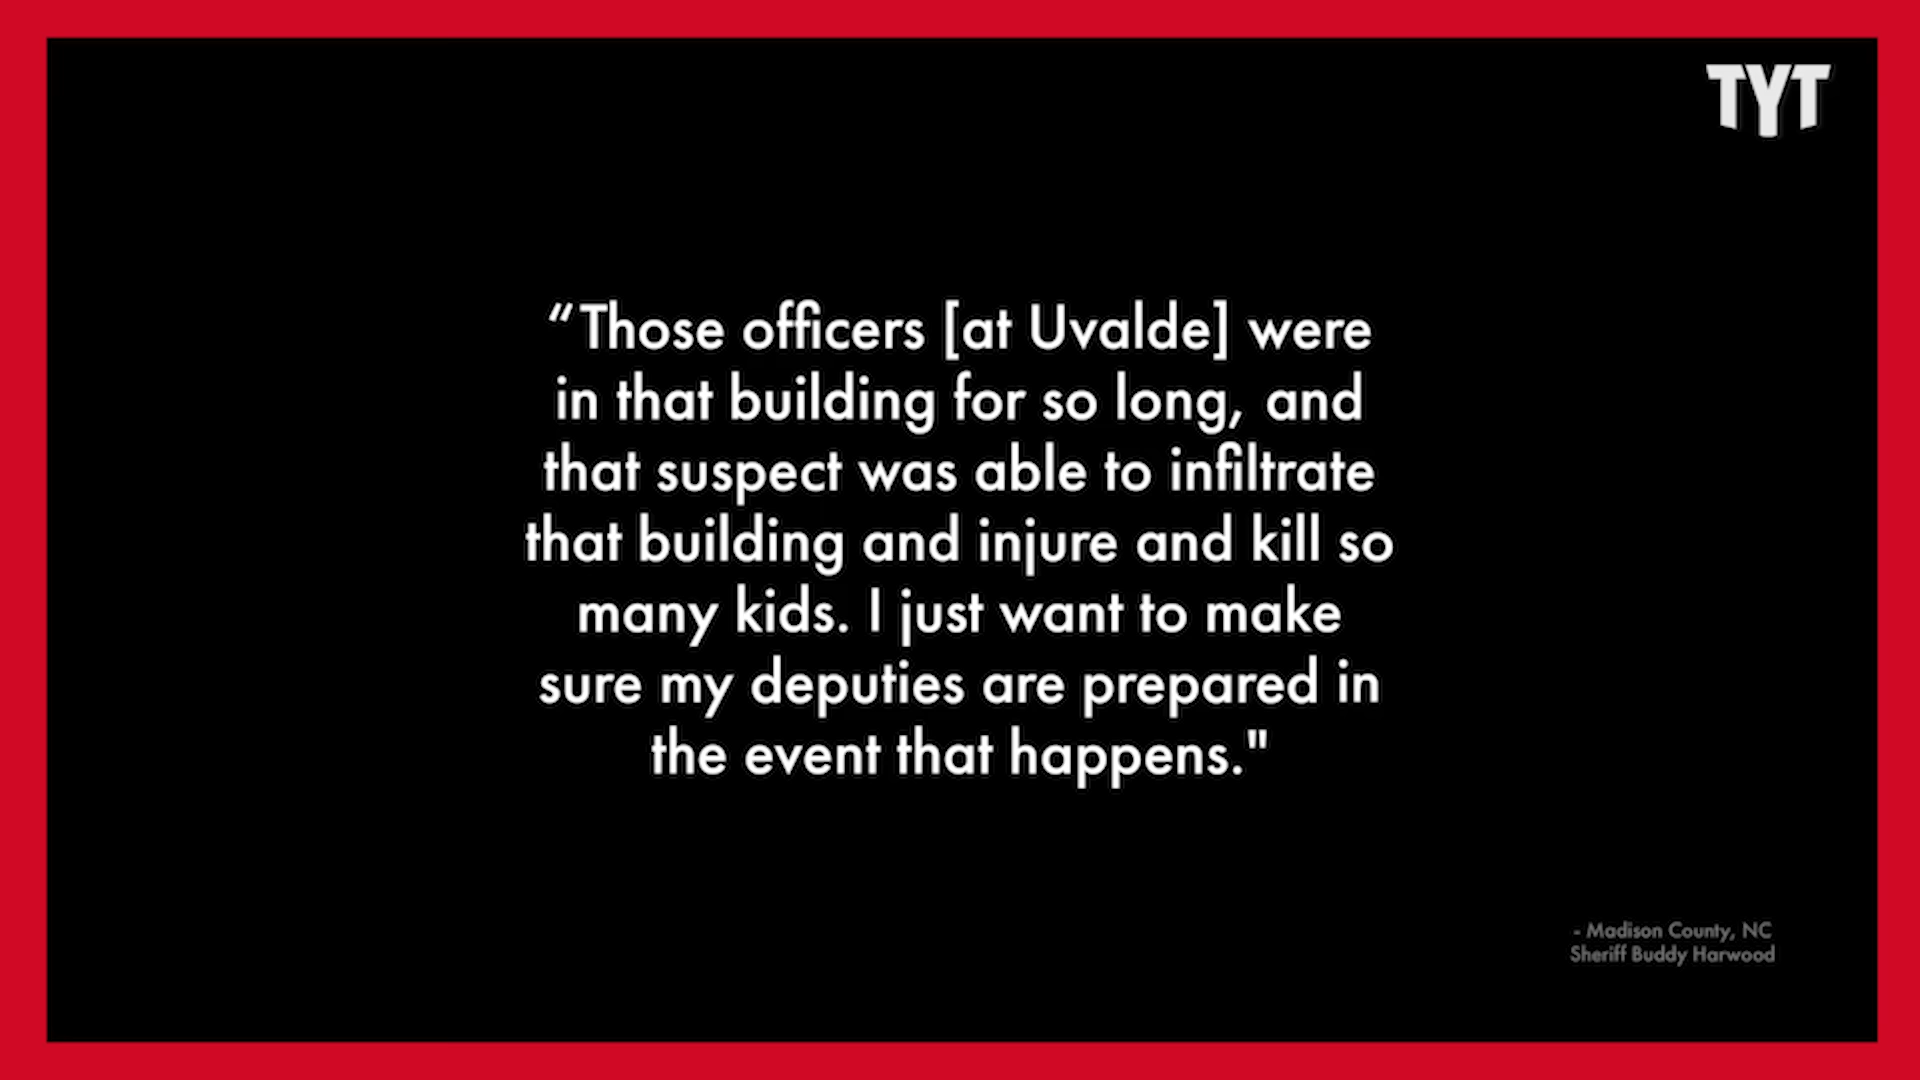 TYT
“Those officers [at Uvalde] were
in that building for so long, and
that suspect was able to infiltrate
that building and injure and kill so
many kids. I just want to make
sure my deputies are prepared in
the event that happens."
- Madison County, NC
Sheriff Buddy Harwood